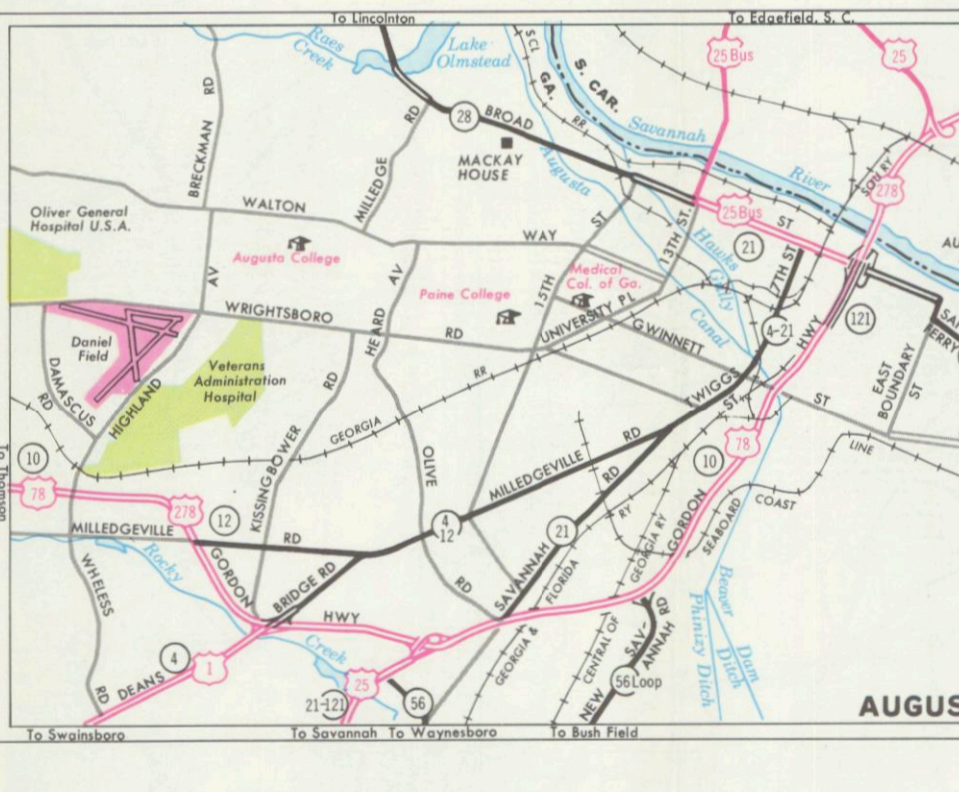 To Lincolnton
To Edgefield, S. C.
Raes
Creek
Lake
Olmstead
SCL
RR
GA.
S. CAR.
25 Bus
25
BRECKMAN RD
AV
MILLEDGE RD
28
BROAD
MACKAY
HOUSE
Augusta
Savannah
River
SOU RY
278
Oliver General
Hospital U.S.A.
WALTON
WAY
Augusta College
15TH ST
13TH ST.
25 Bus
ST
21
Hawks
Gully
Canal
7TH ST
AU
Medical
Col. of Ga.
Paine College
HEARD AV
WRIGHTSBORO
RD
UNIVERSITY PL
GWINNETT
ST
4-21
HWY
121
SAN
FERRY
Daniel
Field
DAMASCUS
RD
HIGHLAND
Veterans
Administration
Hospital
KISSINGBOWER
RD
GEORGIA
RR
TWIGGS
ST
EAST
BOUNDARY
ST
To Thomson
10
78
278
12
MILLEDGEVILLE
RD
OLIVE
RD
MILLEDGEVILLE
RD
4
12
SAVANNAH
RD
21
10
78
GORDON
SEABOARD
COAST
LINE
WHELESS
RD
Rocky
Creek
GORDON
HWY
BRIDGE RD
DEANS
4
1
GEORGIA &
FLORIDA
RY
CENTRAL OF
GEORGIA RY
Beaver
Dam
Ditch
Phinizy Ditch
21-121
25
56
NEW
SAV-
ANNAH
RD
56 Loop
AUGUS
To Swainsboro
To Savannah
To Waynesboro
To Bush Field